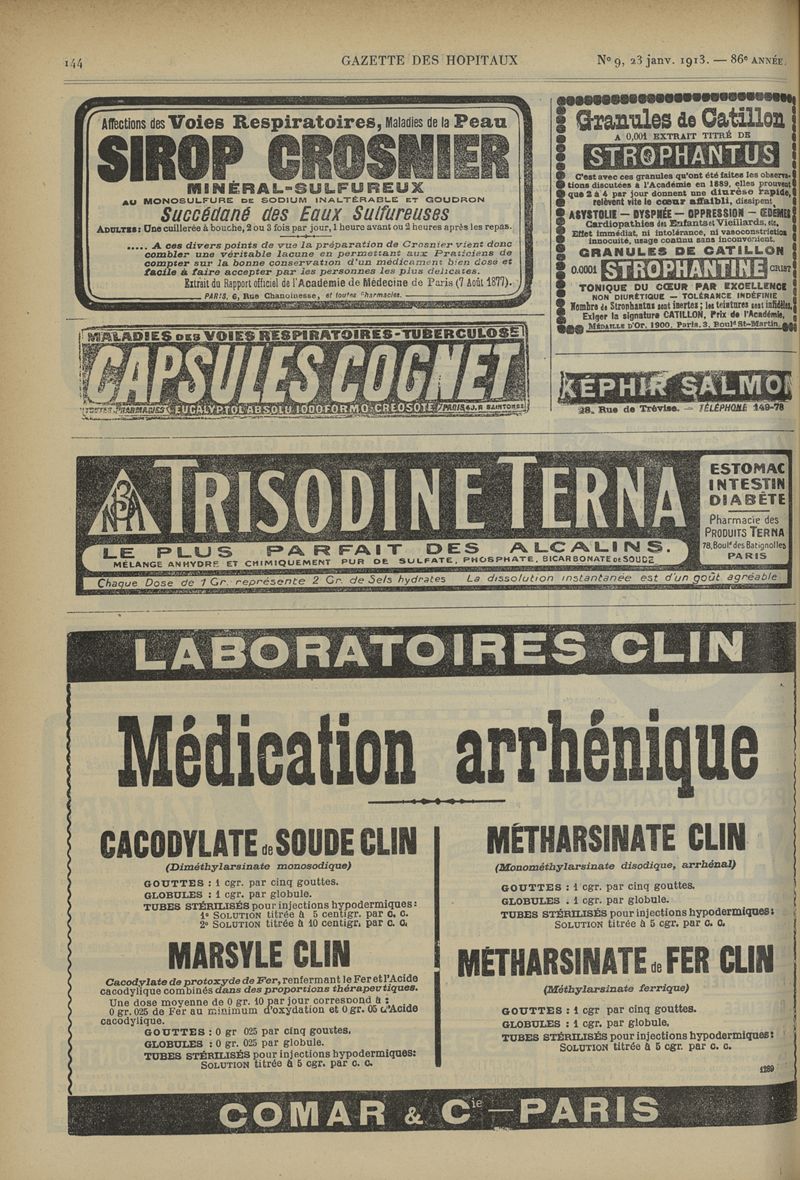 144
GAZETTE DES HOPITAUX
N° 9, 23 janv. 1913. — 86e ANNÉE.
Affections des Voies Respiratoires, Maladies de la Peau
SIROP CROSNIER
MINÉRAL-SULFUREUX
AU MONOSULFURE DE SODIUM INALTÉRABLE ET GOUDRON
Succédané des Eaux Sulfureuses
ADULTES: Une cuillerée à bouche, 2 ou 3 fois par jour, 1 heure avant ou 2 heures après les repas.
..... A ces divers points de vue la préparation de Crosnier vient donc
combler une véritable lacune en permettant aux Praticiens de
compter sur la bonne conservation d'un médicament bien dosé et
facile à faire accepter par les personnes les plus délicates.
Extrait du Rapport officiel de l'Académie de Médecine de Paris (7 Août 1877).
PARIS, 6, Rue Chanoinesse, et toutes Pharmacies.
Granules de Catillon
A 0,001 EXTRAIT TITRÉ DE
STROPHANTUS
C'est avec ces granules qu'ont été faites les observa-
tions discutées à l'Académie en 1889, elles prouvent
que 2 à 4 par jour donnent une diurèse rapide,
relèvent vite le cœur affaibli, dissipent
ASYSTOLIE — DYSPNÉE — OPPRESSION — ŒDÈMES
Cardiopathies des Enfants et Vieillards, etc.
Effet immédiat, ni intolérance, ni vasoconstriction
innocuité, usage continu sans inconvénient.
GRANULES DE CATILLON
0.0001 STROPHANTINE CRIST
TONIQUE DU CŒUR PAR EXCELLENCE
NON DIURÉTIQUE — TOLÉRANCE INDÉFINIE
Nombre de Strophantus sont inertes; les teintures sont infidèles,
Exiger la signature CATILLON, Prix de l'Académie,
MÉDAILLE D'OR, 1900, Paris, 3, Boul^d St-Martin.
MALADIES DES VOIES RESPIRATOIRES-TUBERCULOSE
CAPSULES COGNET
TOUTES PHARMACIES EUCALYPTOL ABSOLU IODOFORMO-CRÉOSOTÉ PARIS, 43, R SAINTONGE
KÉPHIR SALMON
28, Rue de Trévise. — TÉLÉPHONE 149-78
TRISODINE TERNA
LE PLUS PARFAIT DES ALCALINS.
MÉLANGE ANHYDRE ET CHIMIQUEMENT PUR DE SULFATE, PHOSPHATE, BICARBONATE de SOUDE
Chaque Dose de 1 Gr. représente 2 Gr. de Sels hydratés La dissolution instantanée est d'un goût agréable
ESTOMAC
INTESTIN
DIABÈTE
Pharmacie des
PRODUITS TERNA
78, Boul^d des Batignolles
PARIS
LABORATOIRES CLIN
Médication arrhénique
CACODYLATE de SOUDE CLIN
(Diméthylarsinate monosodique)
GOUTTES : 1 cgr. par cinq gouttes.
GLOBULES : 1 cgr. par globule.
TUBES STÉRILISÉS pour injections hypodermiques:
1° SOLUTION titrée à 5 centigr. par c. c.
2° SOLUTION titrée à 10 centigr. par c. c.
MARSYLE CLIN
Cacodylate de protoxyde de Fer, renfermant le Fer et l'Acide
cacodylique combinés dans des proportions thérapeutiques.
Une dose moyenne de 0 gr. 10 par jour correspond à :
0 gr. 025 de Fer au minimum d'oxydation et 0 gr. 05 d'Acide
cacodylique.
GOUTTES : 0 gr 025 par cinq gouttes.
GLOBULES : 0 gr. 025 par globule.
TUBES STÉRILISÉS pour injections hypodermiques:
SOLUTION titrée à 5 cgr. par c. c.
MÉTHARSINATE CLIN
(Monométhylarsinate disodique, arrhénal)
GOUTTES : 1 cgr. par cinq gouttes.
GLOBULES . 1 cgr. par globule.
TUBES STÉRILISÉS pour injections hypodermiques:
SOLUTION titrée à 5 cgr. par c. c.
MÉTHARSINATE de FER CLIN
(Méthylarsinate ferrique)
GOUTTES : 1 cgr par cinq gouttes.
GLOBULES : 1 cgr. par globule.
TUBES STÉRILISÉS pour injections hypodermiques:
SOLUTION titrée à 5 cgr. par c. c.
1289
COMAR & Cie — PARIS